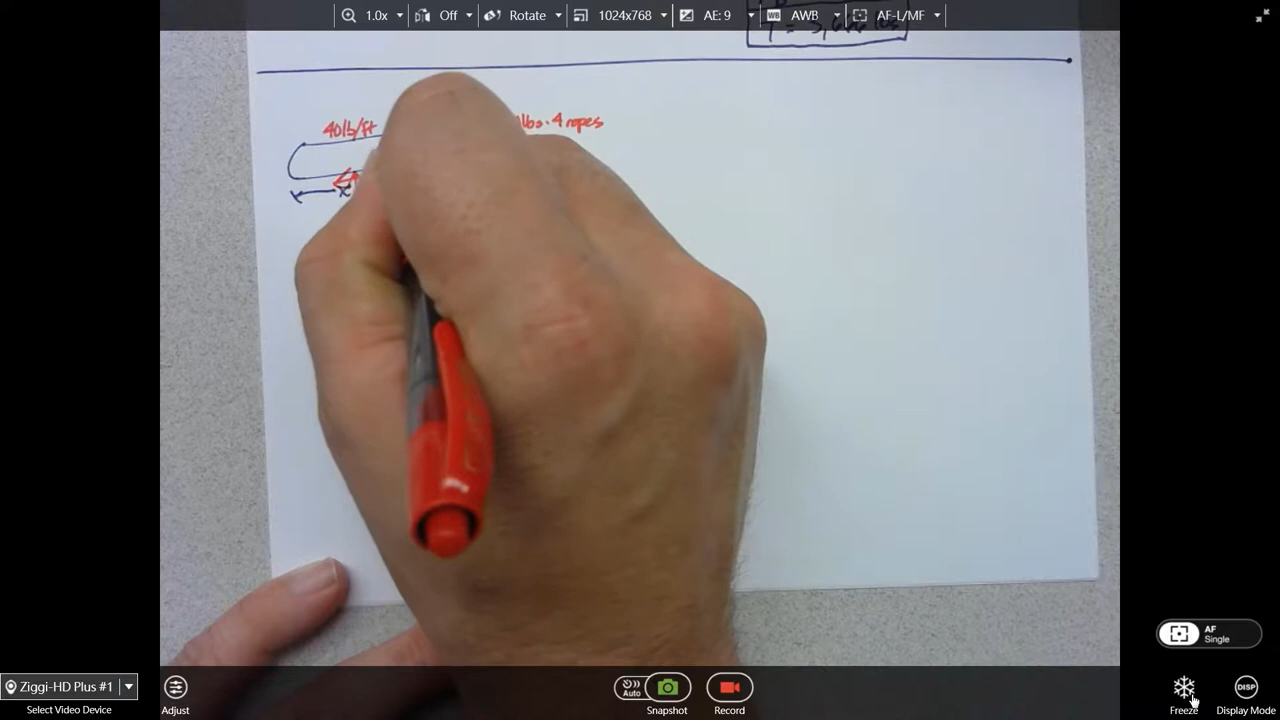 1.0x Off Rotate 1024x768 AE: 9 AWB AF-L/MF
40lb/ft lbs. 4 ropes
x
AF
Single
Ziggi-HD Plus #1
Select Video Device
Adjust
Auto
Snapshot
Record
Freeze
DISP
Display Mode